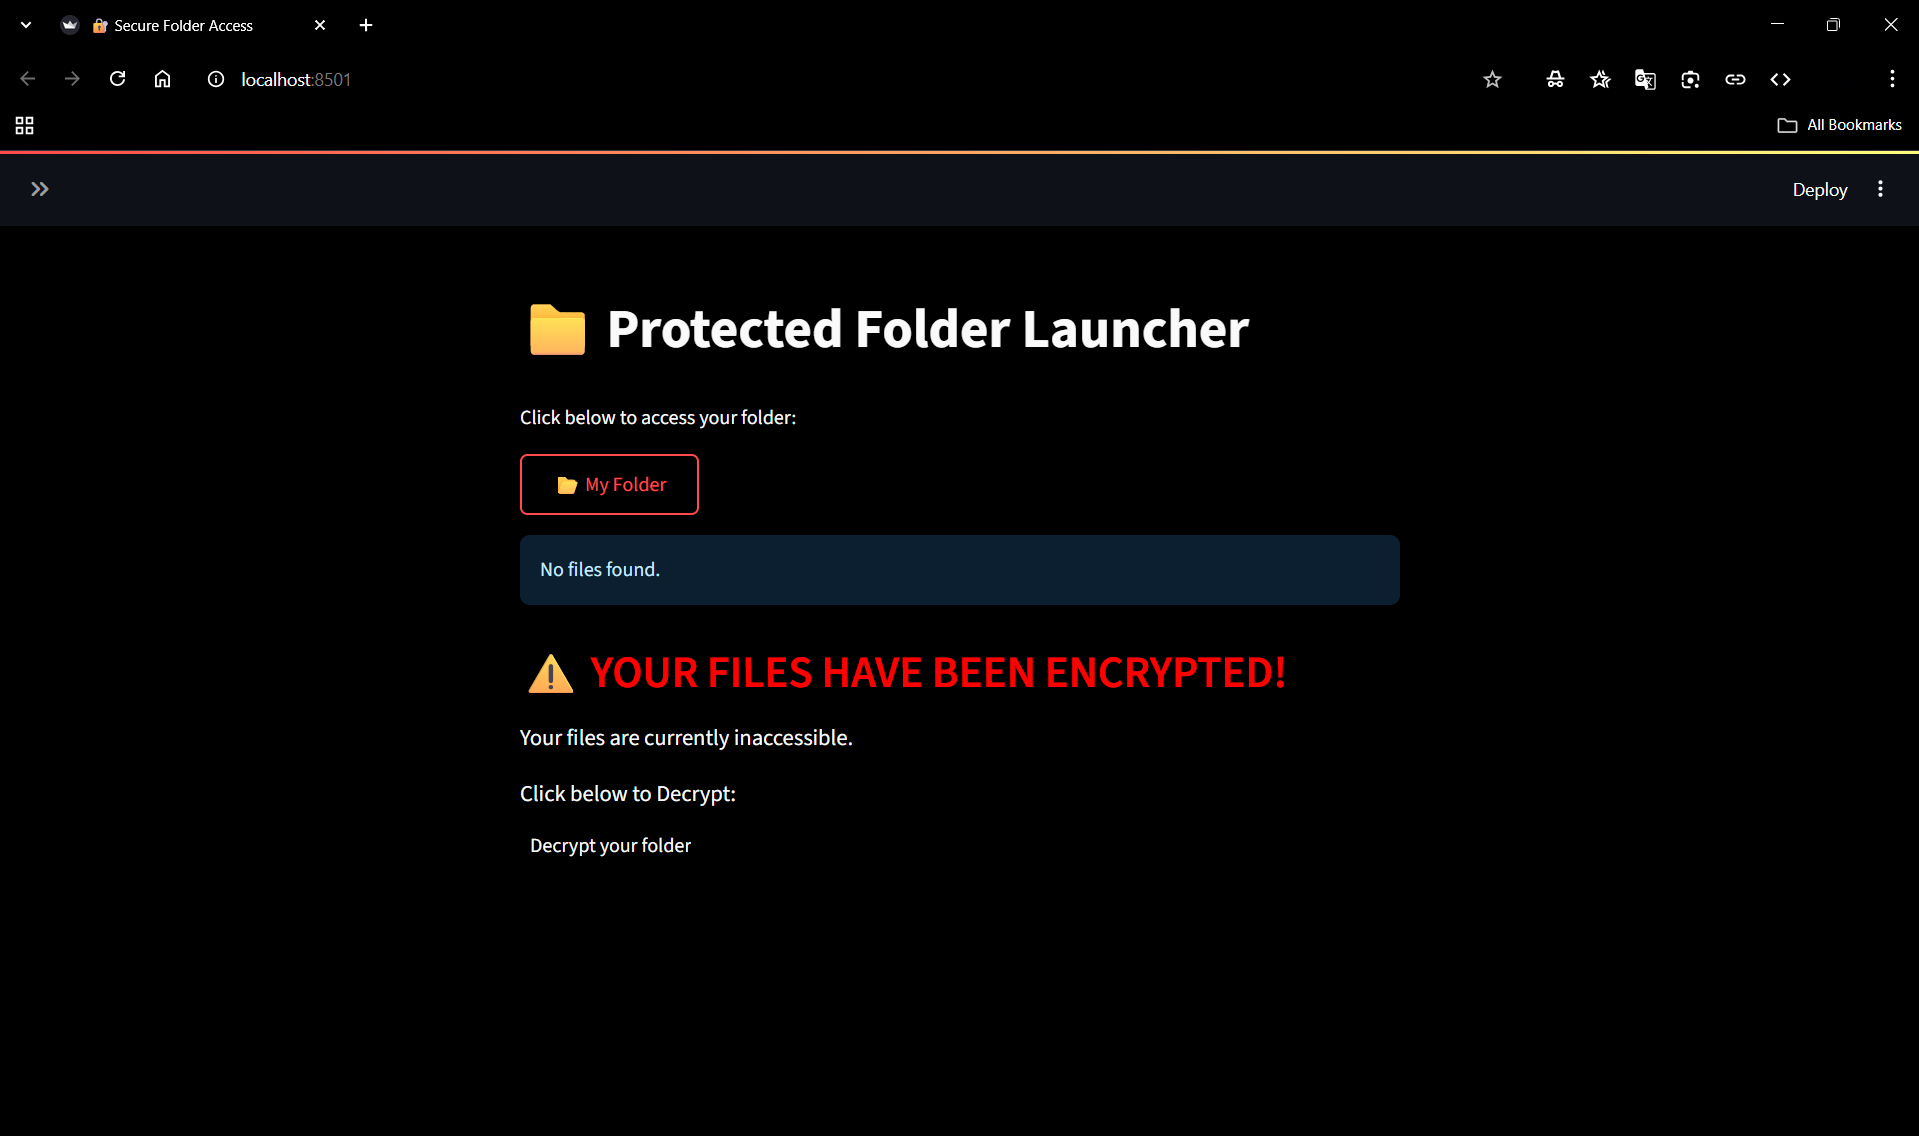 Secure Folder Access
localhost:8501
All Bookmarks
Deploy
Protected Folder Launcher
Click below to access your folder:
My Folder
No files found.
YOUR FILES HAVE BEEN ENCRYPTED!
Your files are currently inaccessible.
Click below to Decrypt:
Decrypt your folder